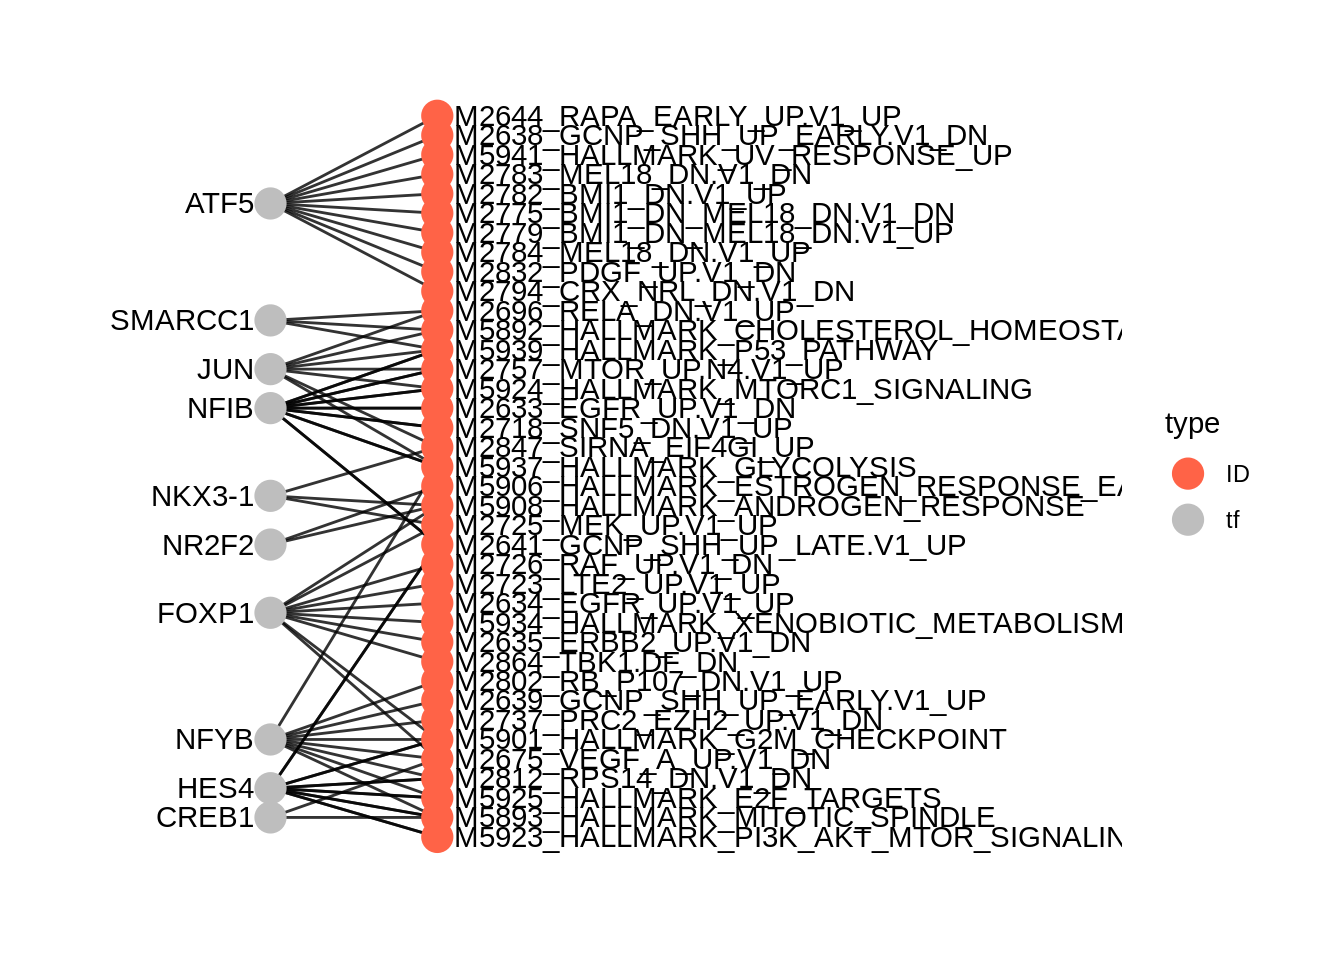 M2644_RAPA_EARLY_UP.V1_UP
M2638_GCNP_SHH_UP_EARLY.V1_DN
M5941_HALLMARK_UV_RESPONSE_UP
M2783_MEL18_DN.V1_DN
M2782_BMI1_DN.V1_UP
ATF5
M2775_BMI1_DN_MEL18_DN.V1_DN
M2779_BMI1_DN_MEL18_DN.V1_UP
M2784_MEL18_DN.V1_UP
M2832_PDGF_UP.V1_DN
M2794_CRX_NRL_DN.V1_DN
M2696_RELA_DN.V1_UP
SMARCC1
M5892_HALLMARK_CHOLESTEROL_HOMEOSTA
M5939_HALLMARK_P53_PATHWAY
JUN
M2757_MTOR_UP.N4.V1_UP
M5924_HALLMARK_MTORC1_SIGNALING
NFIB
M2633_EGFR_UP.V1_DN
M2718_SNF5_DN.V1_UP
M2847_SIRNA_EIF4GI_UP
M5937_HALLMARK_GLYCOLYSIS
M5906_HALLMARK_ESTROGEN_RESPONSE_EA
NKX3-1
M5908_HALLMARK_ANDROGEN_RESPONSE
M2725_MEK_UP.V1_UP
NR2F2
M2641_GCNP_SHH_UP_LATE.V1_UP
M2726_RAF_UP.V1_DN
M2723_LTE2_UP.V1_UP
M2634_EGFR_UP.V1_UP
FOXP1
M5934_HALLMARK_XENOBIOTIC_METABOLISM
M2635_ERBB2_UP.V1_DN
M2864_TBK1.DF_DN
M2802_RB_P107_DN.V1_UP
M2639_GCNP_SHH_UP_EARLY.V1_UP
M2737_PRC2_EZH2_UP.V1_DN
NFYB
M5901_HALLMARK_G2M_CHECKPOINT
M2675_VEGF_A_UP.V1_DN
M2812_RPS14_DN.V1_DN
HES4
M5925_HALLMARK_E2F_TARGETS
CREB1
M5893_HALLMARK_MITOTIC_SPINDLE
M5923_HALLMARK_PI3K_AKT_MTOR_SIGNALIN
type
ID
tf